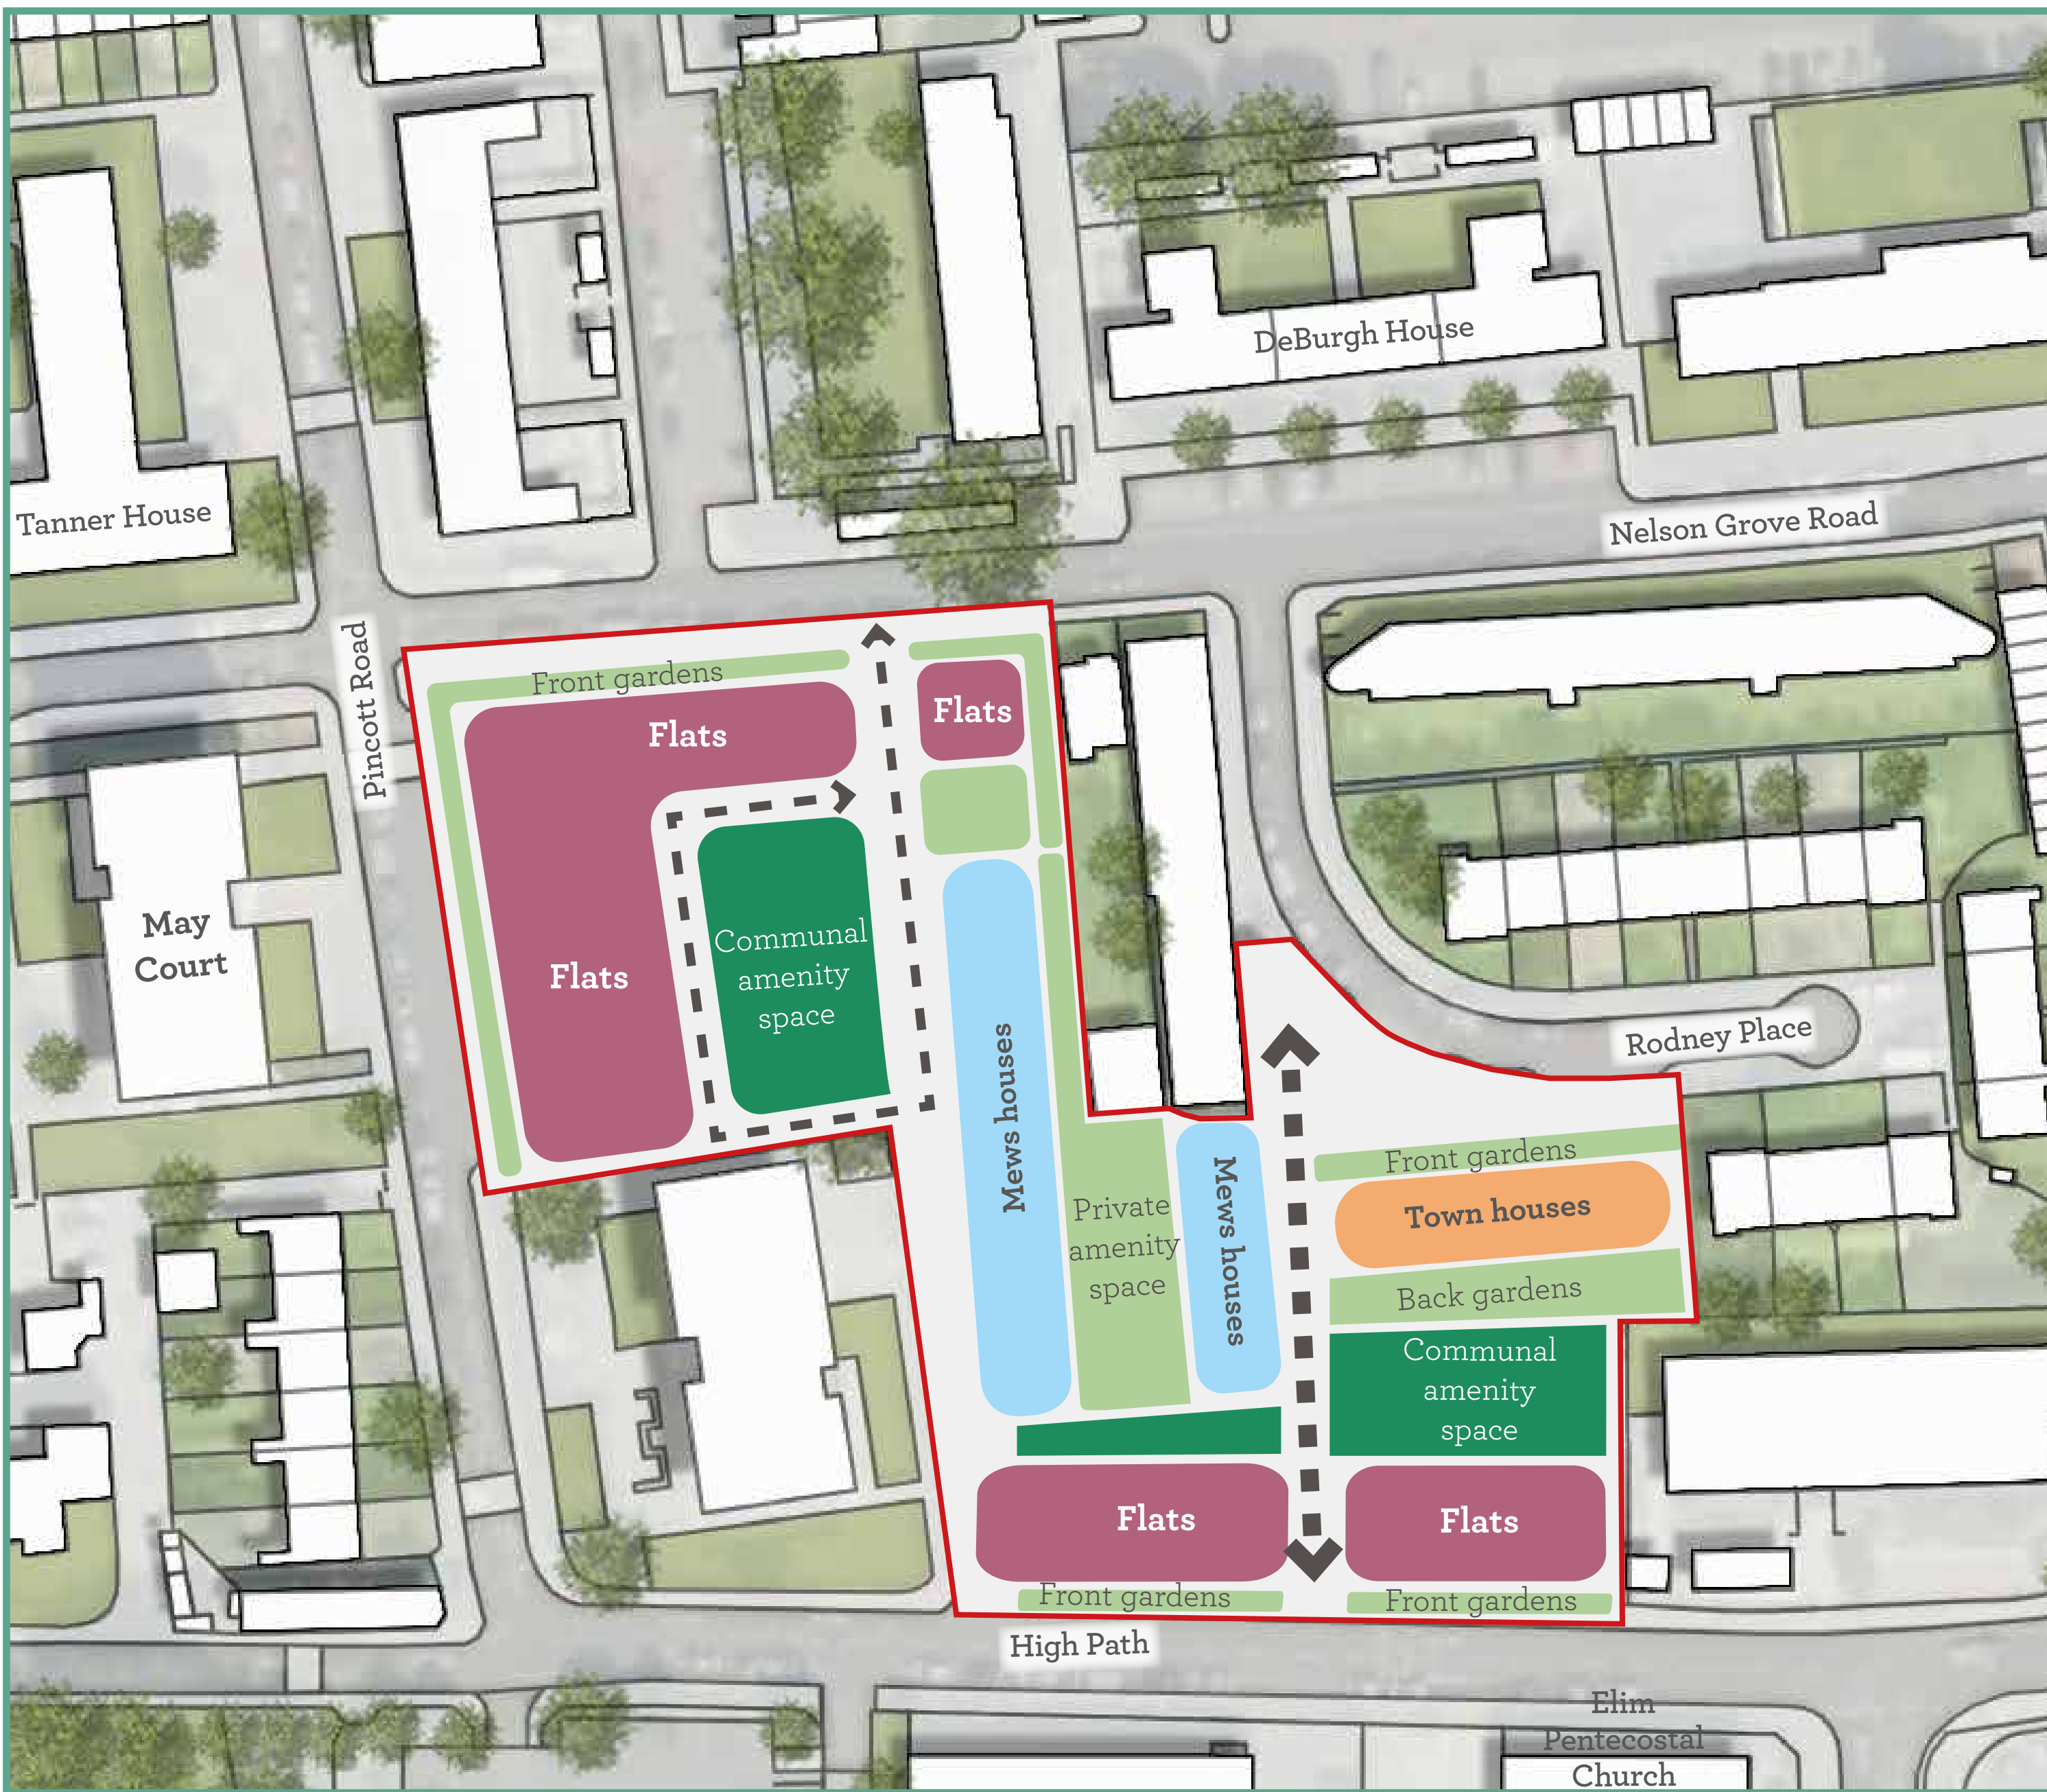 DeBurgh House
Tanner House
Nelson Grove Road
Pincott Road
Front gardens
Flats
Flats
May
Court
Flats
Communal
amenity
space
Mews houses
Rodney Place
Front gardens
Mews houses
Private
amenity
space
Town houses
Back gardens
Communal
amenity
space
Flats
Flats
Front gardens
Front gardens
High Path
Elim
Pentecostal
Church